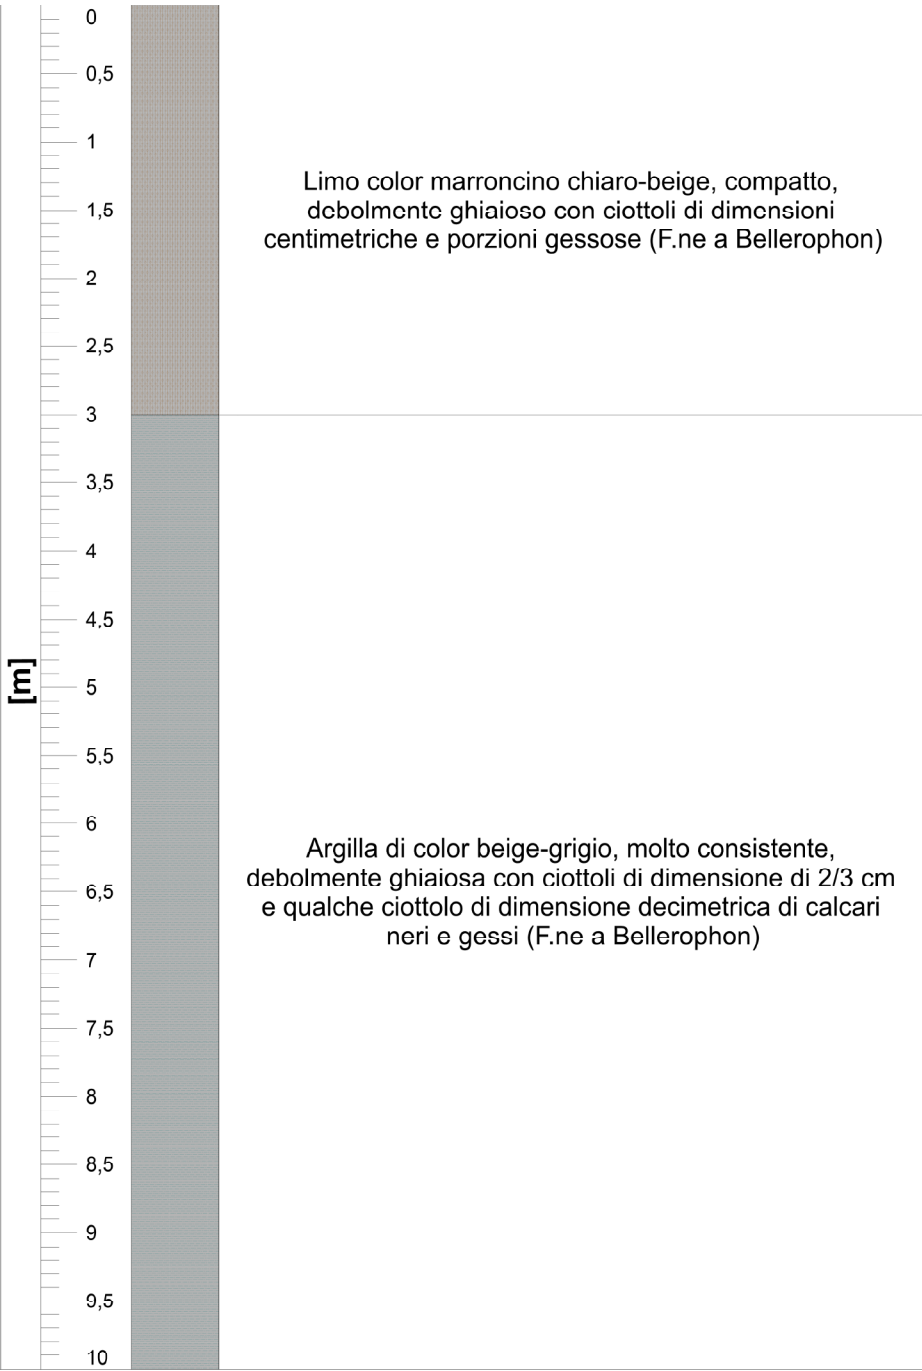 0
0,5
1
Limo color marroncino chiaro-beige, compatto,
1,5
debolmente ghiaioso con ciottoli di dimensioni
centimetriche e porzioni gessose (F.ne a Bellerophon)
2
2,5
3
3,5
4
4,5
[m]
5
5,5
6
Argilla di color beige-grigio, molto consistente,
debolmente ghiaiosa con ciottoli di dimensione di 2/3 cm
6,5
e qualche ciottolo di dimensione decimetrica di calcari
neri e gessi (F.ne a Bellerophon)
7
7,5
8
8,5
9
9,5
10